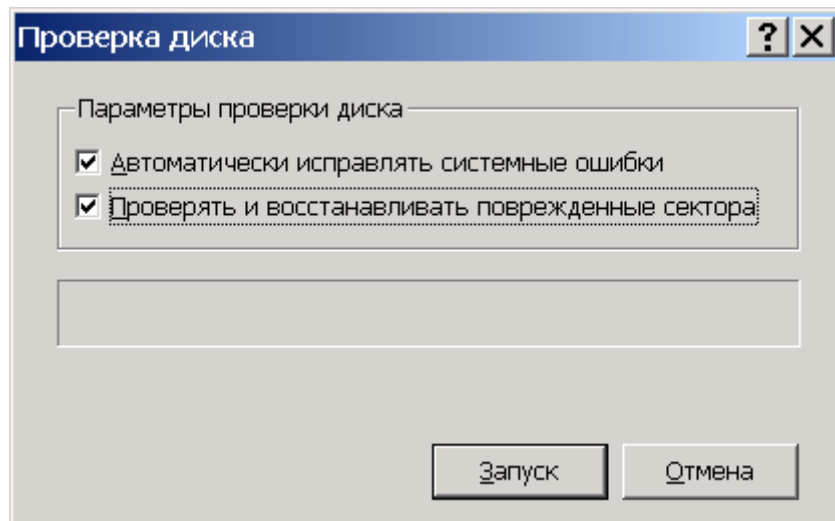 Проверка диска
Параметры проверки диска
Автоматически исправлять системные ошибки
Проверять и восстанавливать поврежденные сектора
Запуск Отмена